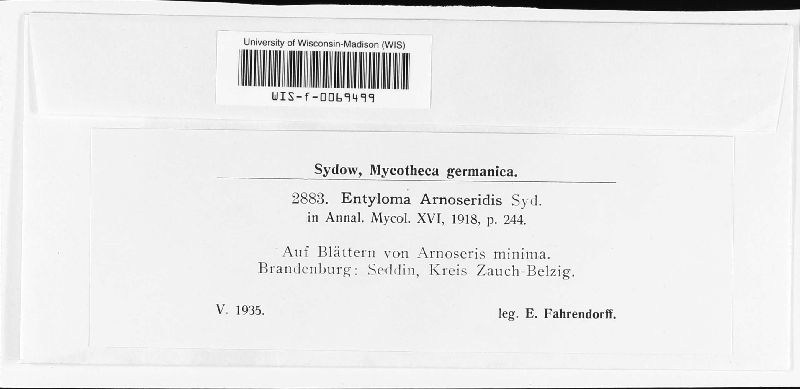 University of Wisconsin-Madison (WIS)
WIS-f-0069499
Sydow, Mycotheca germanica.
2883. Entyloma Arnoseridis Syd.
in Annal. Mycol. XVI, 1918, p. 244.
Auf Blättern von Arnoseris minima.
Brandenburg: Seddin, Kreis Zauch-Belzig.
V. 1935.
leg. E. Fahrendorff.